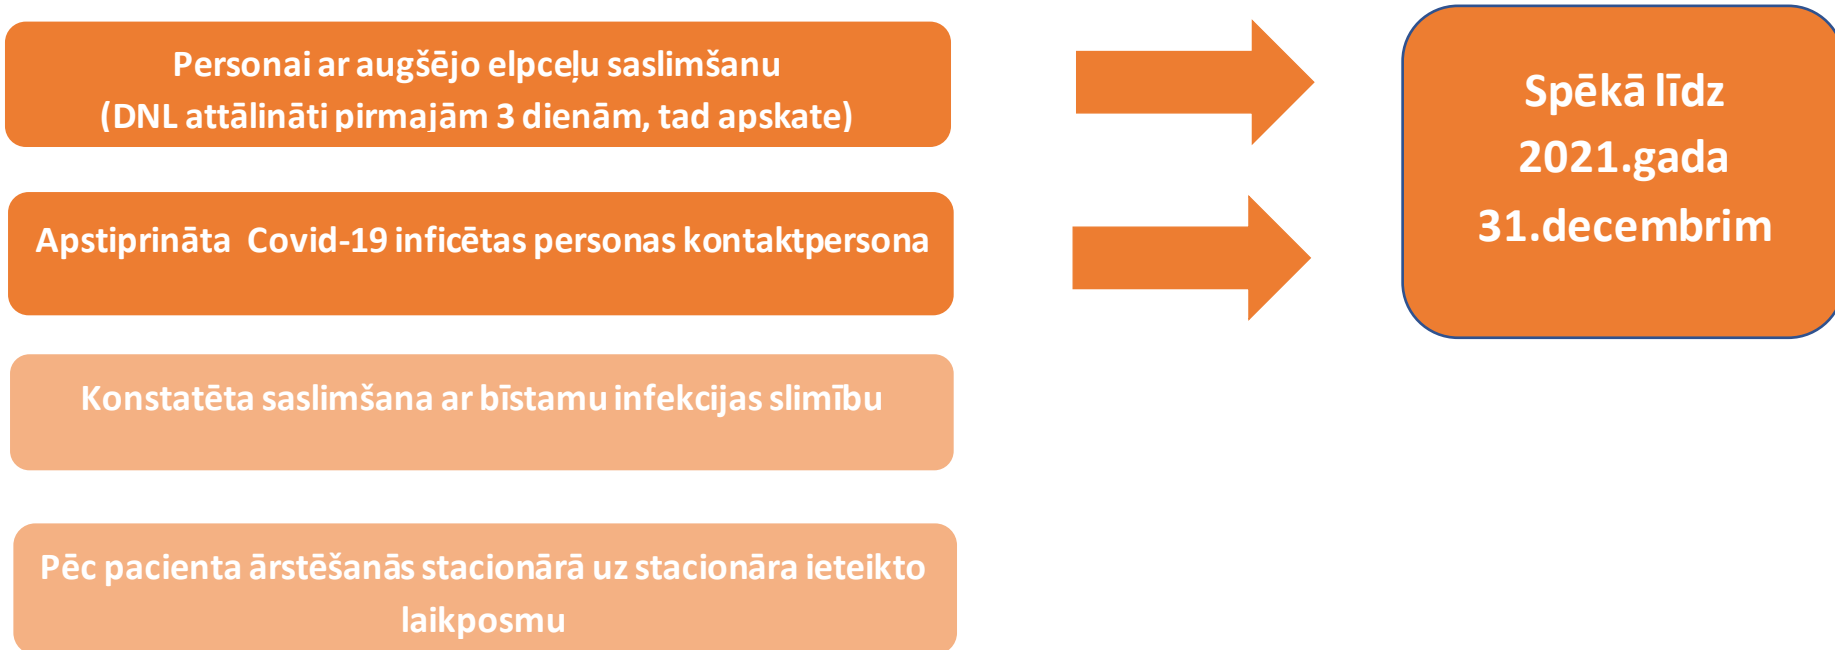 Personai ar augšējo elpceļu saslimšanu
(DNL attālināti pirmajām 3 dienām, tad apskate)
Apstiprināta Covid-19 inficētas personas kontaktpersona
Konstatēta saslimšana ar bīstamu infekcijas slimību
Pēc pacienta ārstēšanās stacionārā uz stacionāra ieteikto
laikposmu
Spēkā līdz
2021.gada
31.decembrim